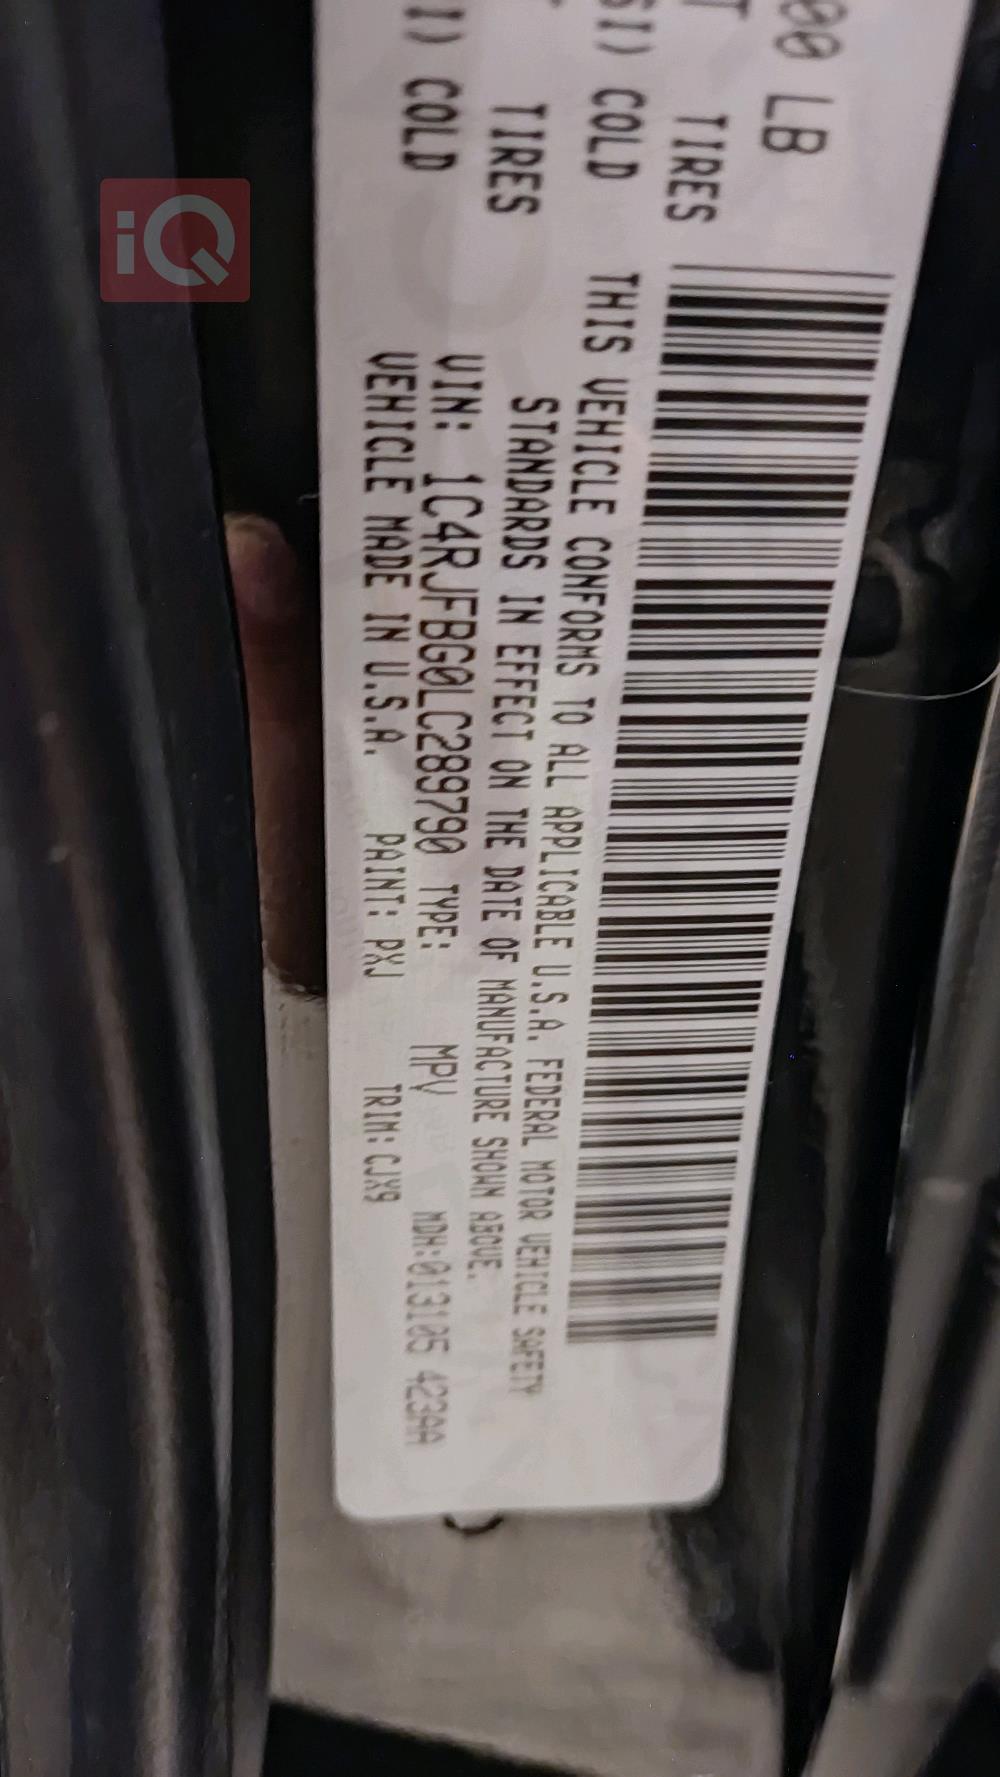 000 LB
T TIRES
SI) COLD
T TIRES
I) COLD
THIS VEHICLE CONFORMS TO ALL APPLICABLE U.S.A. FEDERAL MOTOR VEHICLE SAFETY
STANDARDS IN EFFECT ON THE DATE OF MANUFACTURE SHOWN ABOVE.
VIN: 1C4RJFBG0LC289790 TYPE: MPV MDH:013105 423AA
VEHICLE MADE IN U.S.A. PAINT: PXJ TRIM:CJX9
iQ